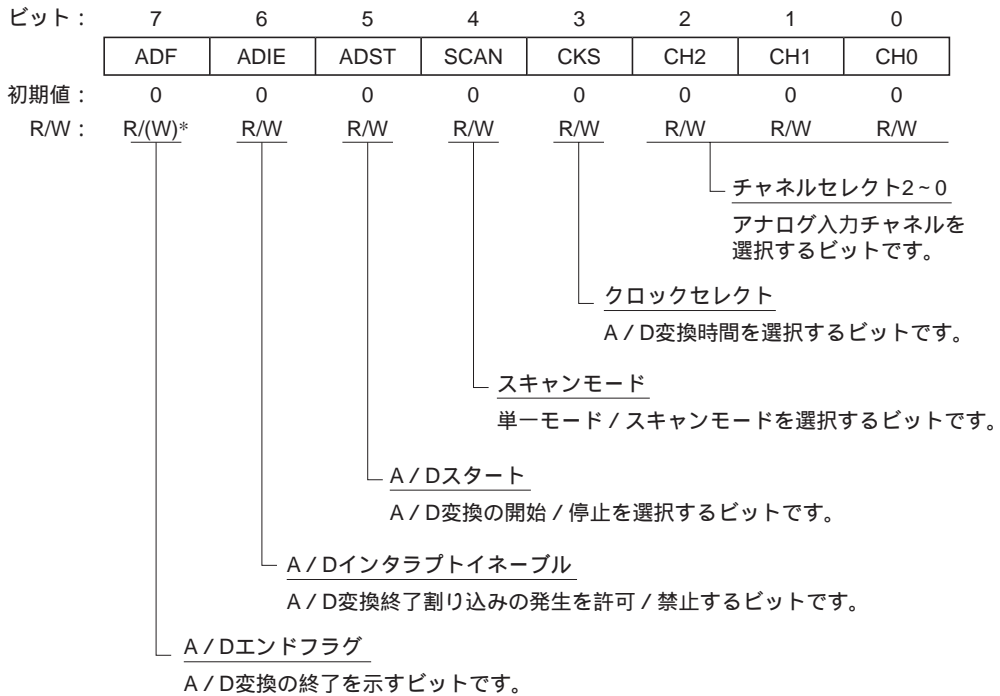 ビット： 7 6 5 4 3 2 1 0
ADF ADIE ADST SCAN CKS CH2 CH1 CH0
初期値： 0 0 0 0 0 0 0 0
R/W： R/(W)* R/W R/W R/W R/W R/W R/W R/W
チャネルセレクト2～0
アナログ入力チャネルを
選択するビットです。
クロックセレクト
A／D変換時間を選択するビットです。
スキャンモード
単一モード／スキャンモードを選択するビットです。
A／Dスタート
A／D変換の開始／停止を選択するビットです。
A／Dインタラプトイネーブル
A／D変換終了割り込みの発生を許可／禁止するビットです。
A／Dエンドフラグ
A／D変換の終了を示すビットです。